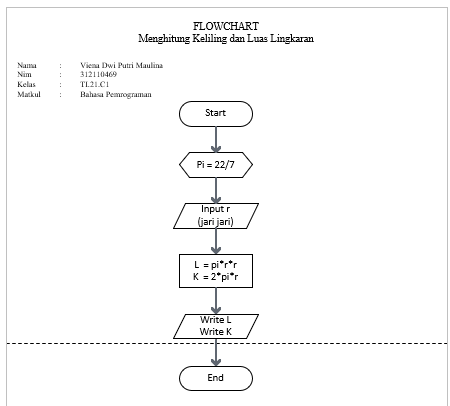 FLOWCHART
Menghitung Keliling dan Luas Lingkaran
Nama : Viena Dwi Putri Maulina
Nim : 312110469
Kelas : TI.21.C1
Matkul : Bahasa Pemrograman
Start
Pi = 22/7
Input r
(jari jari)
L = pi*r*r
K = 2*pi*r
Write L
Write K
End